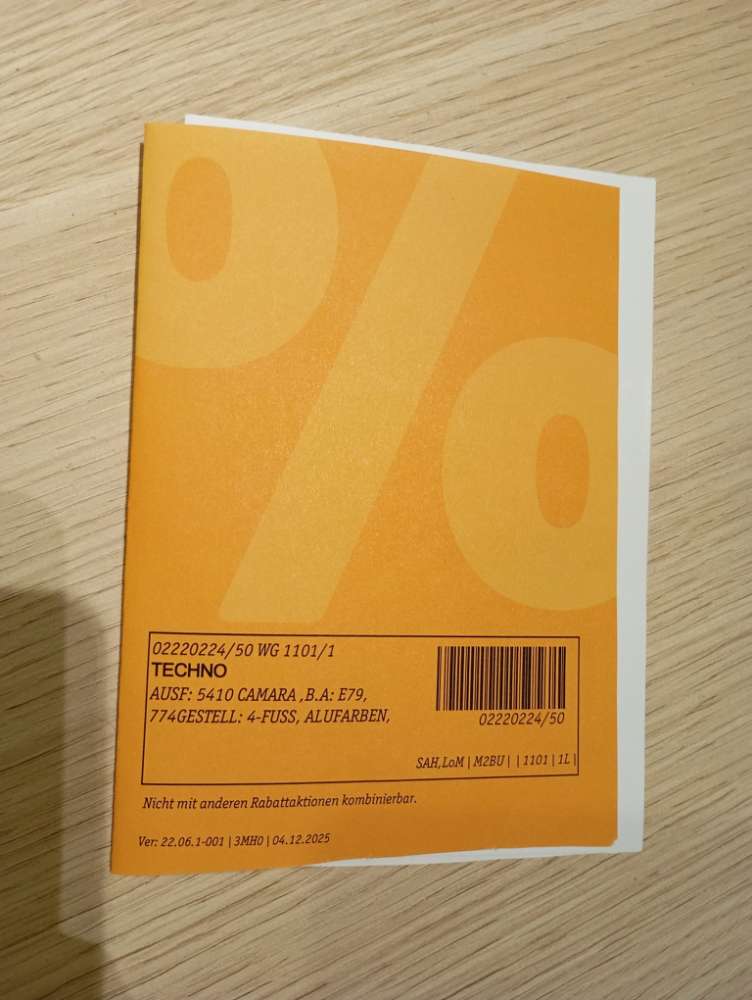 %
02220224/50 WG 1101/1
TECHNO
AUSF: 5410 CAMARA ,B.A: E79,
774GESTELL: 4-FUSS, ALUFARBEN,
02220224/50
SAH,LoM | M2BU | | 1101 | 1L |
Nicht mit anderen Rabattaktionen kombinierbar.
Ver: 22.06.1-001 | 3MH0 | 04.12.2025